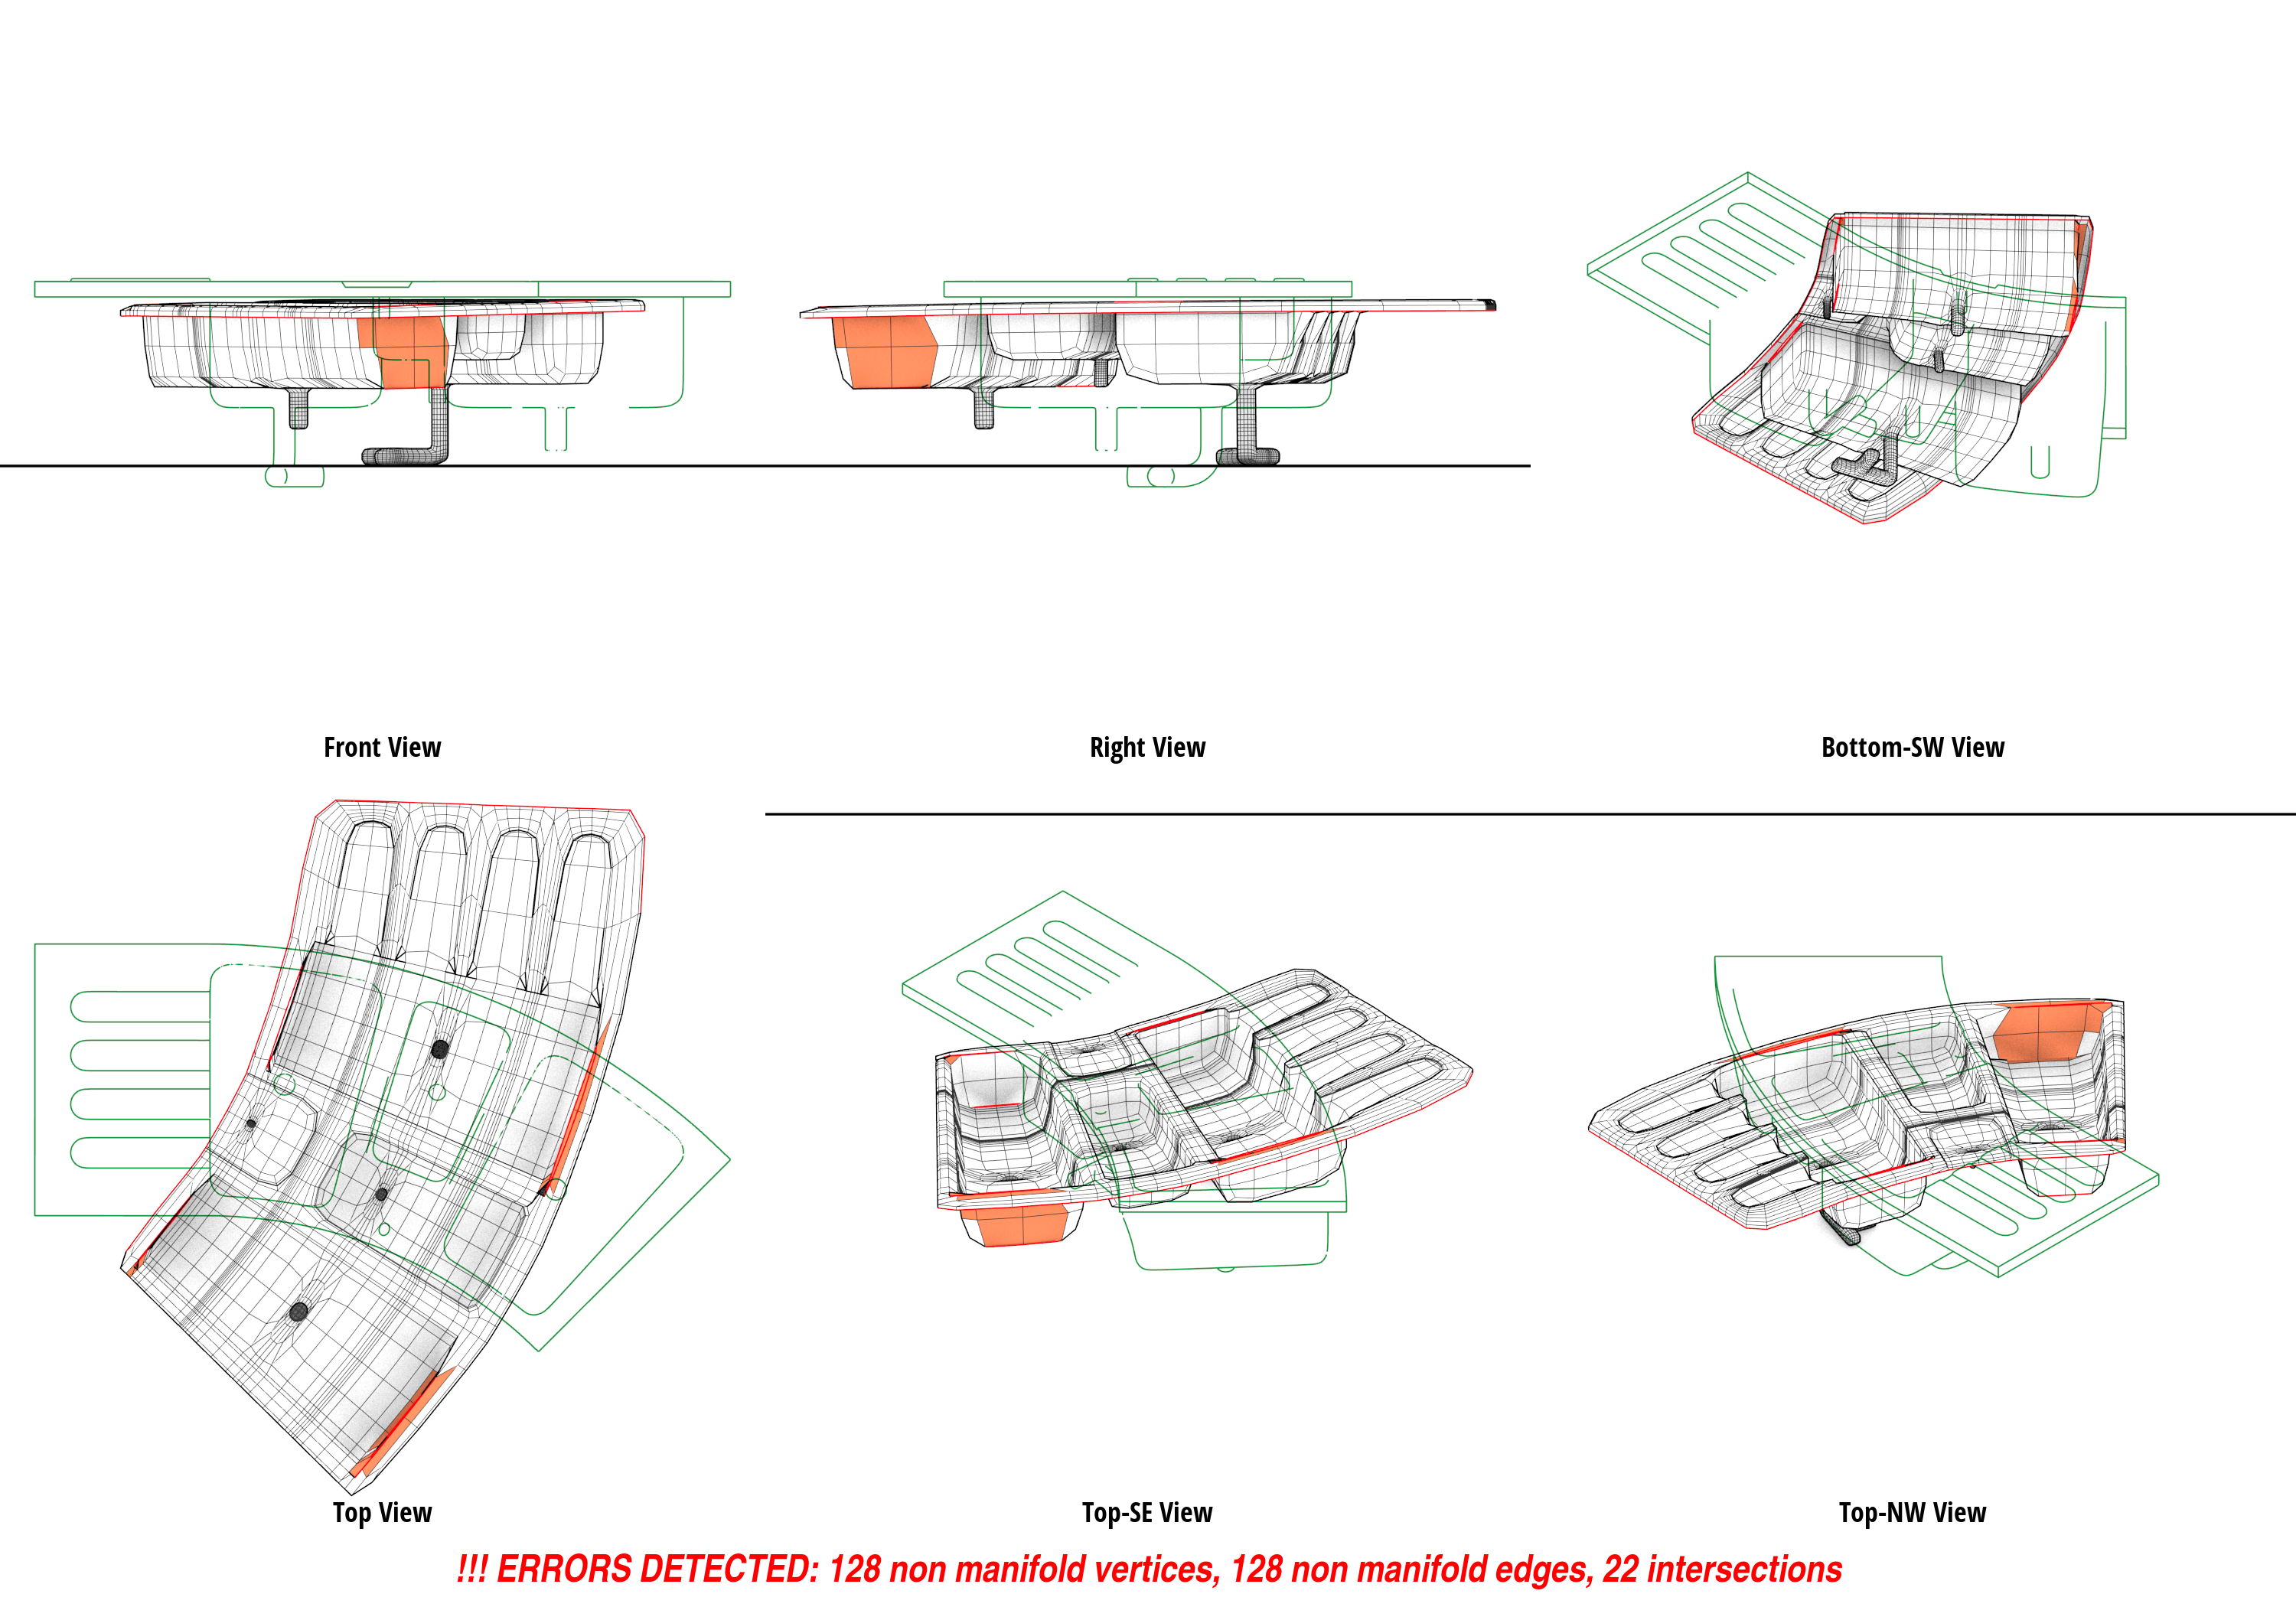 Front View
Right View
Bottom-SW View
Top View
Top-SE View
Top-NW View
!!! ERRORS DETECTED: 128 non manifold vertices, 128 non manifold edges, 22 intersections